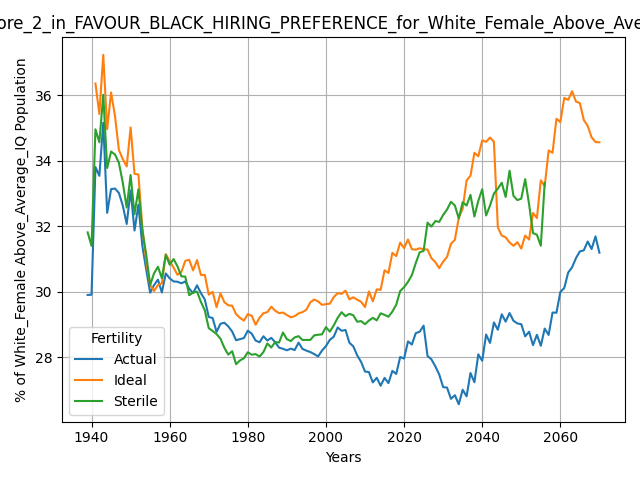 ore_2_in_FAVOUR_BLACK_HIRING_PREFERENCE_for_White_Female_Above_Ave
% of White_Female Above_Average_IQ Population
36
34
32
30
28
Fertility
Actual
Ideal
Sterile
1940 1960 1980 2000 2020 2040 2060
Years